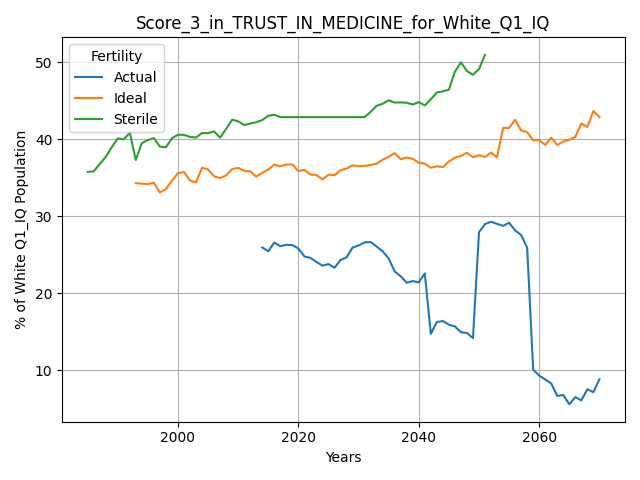 Score_3_in_TRUST_IN_MEDICINE_for_White_Q1_IQ
Fertility
Actual
Ideal
Sterile
% of White Q1_IQ Population
50
40
30
20
10
2000 2020 2040 2060
Years